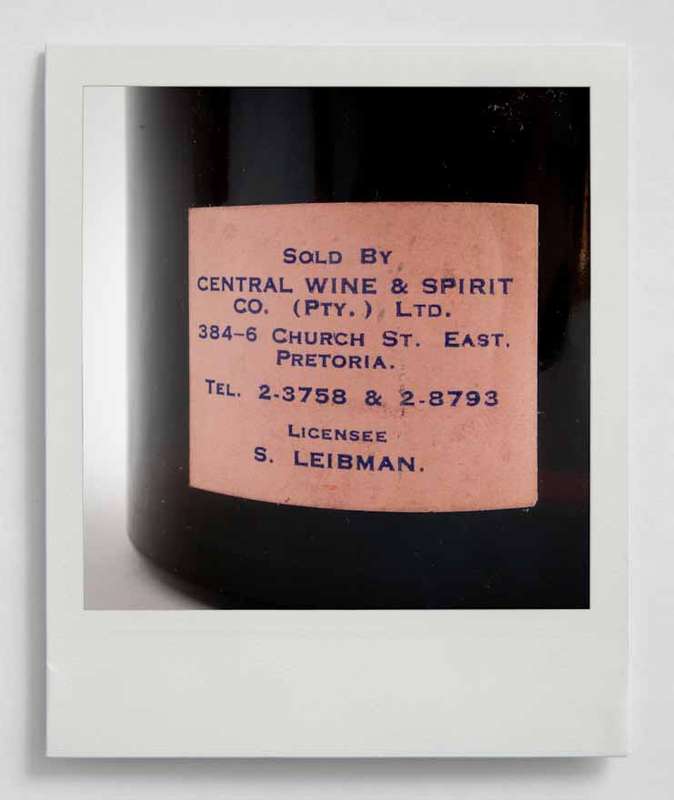 Sold By
CENTRAL WINE & SPIRIT
CO. (Pty.) Ltd.
384-6 Church St. East.
Pretoria.
Tel. 2-3758 & 2-8793
Licensee
S. LEIBMAN.